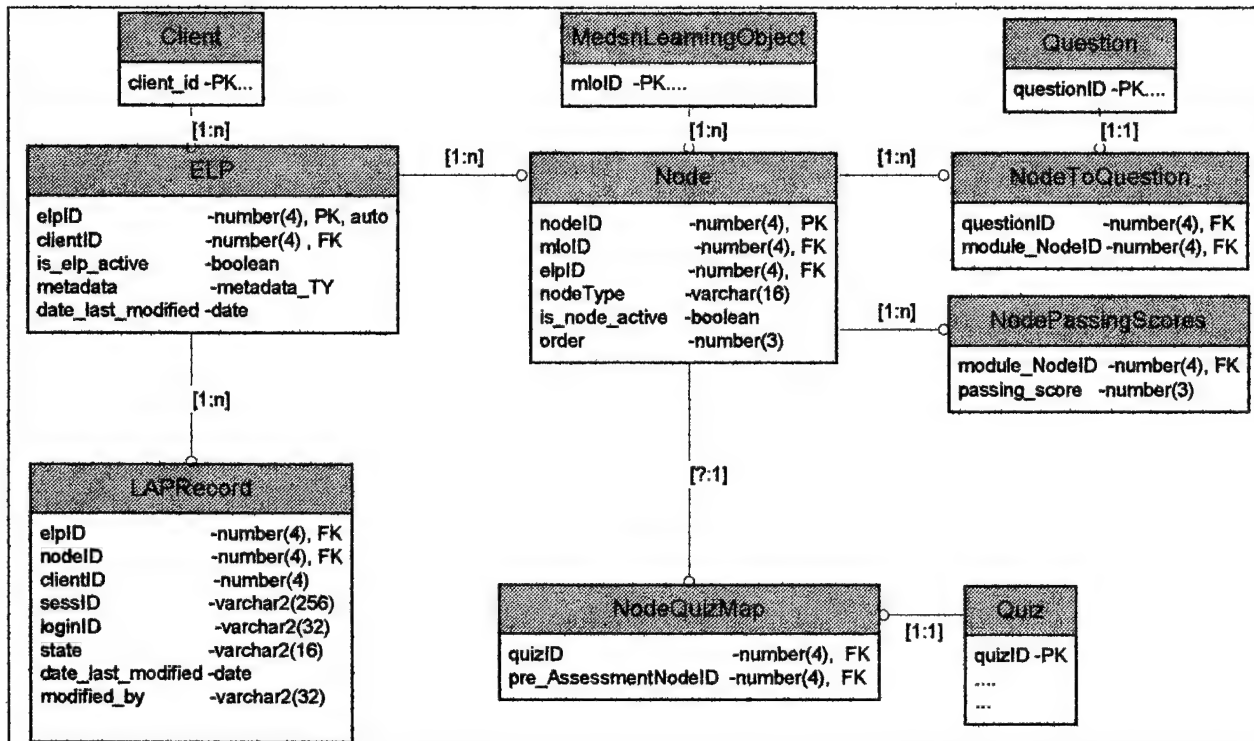 Client
client_id -PK...
MedsnLearningObject
mloID -PK....
Question
questionID -PK....
[1:n]
[1:n]
[1:1]
ELP
elpID -number(4), PK, auto
clientID -number(4) , FK
is_elp_active -boolean
metadata -metadata_TY
date_last_modified -date
[1:n]
Node
nodeID -number(4), PK
mloID -number(4), FK
elpID -number(4), FK
nodeType -varchar(16)
is_node_active -boolean
order -number(3)
[1:n]
NodeToQuestion
questionID -number(4), FK
module_NodeID -number(4), FK
[1:n]
NodePassingScores
module_NodeID -number(4), FK
passing_score -number(3)
[1:n]
[?:1]
LAPRecord
elpID -number(4), FK
nodeID -number(4), FK
clientID -number(4)
sessID -varchar2(256)
loginID -varchar2(32)
state -varchar2(16)
date_last_modified -date
modified_by -varchar2(32)
NodeQuizMap
quizID -number(4), FK
pre_AssessmentNodeID -number(4), FK
[1:1]
Quiz
quizID -PK
....
...